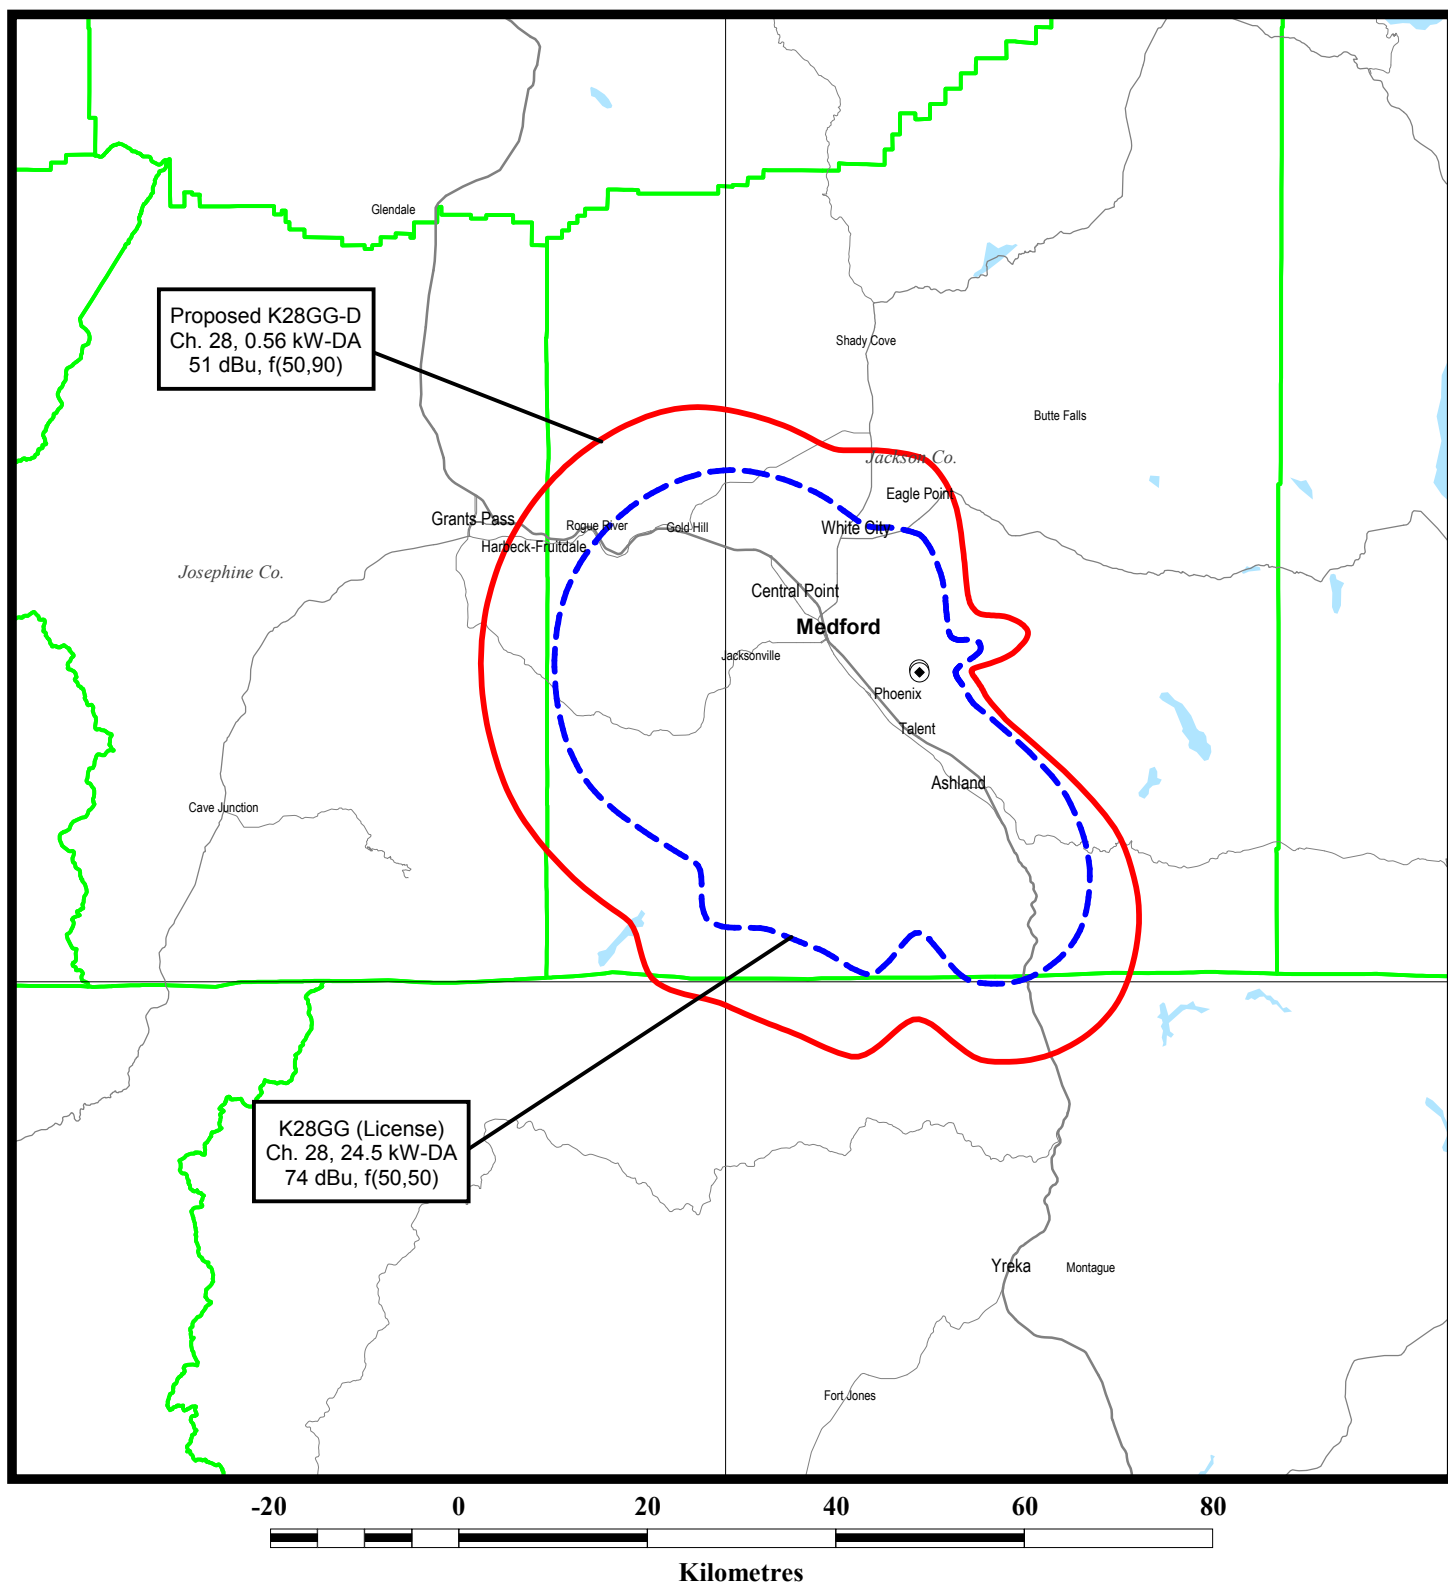 Glendale
Proposed K28GG-D
Ch. 28, 0.56 kW-DA
51 dBu, f(50,90)
Shady Cove
Butte Falls
Jackson Co.
Eagle Point
Grants Pass
Rogue River
Gold Hill
White City
Harbeck-Fruitdale
Josephine Co.
Central Point
Medford
Jacksonville
Phoenix
Talent
Ashland
Cave Junction
K28GG (License)
Ch. 28, 24.5 kW-DA
74 dBu, f(50,50)
Yreka
Montague
Fort Jones
-20 0 20 40 60 80
Kilometres